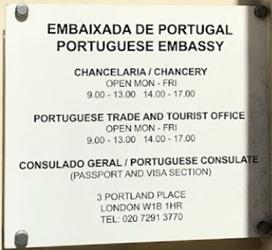 EMBAIXADA DE PORTUGAL
PORTUGUESE EMBASSY
CHANCELARIA / CHANCERY
OPEN MON - FRI
9.00 - 13.00 14.00 - 17.00
PORTUGUESE TRADE AND TOURIST OFFICE
OPEN MON - FRI
9.00 - 13.00 14.00 - 17.00
CONSULADO GERAL / PORTUGUESE CONSULATE
(PASSPORT AND VISA SECTION)
3 PORTLAND PLACE
LONDON W1B 1HR
TEL: 020 7291 3770